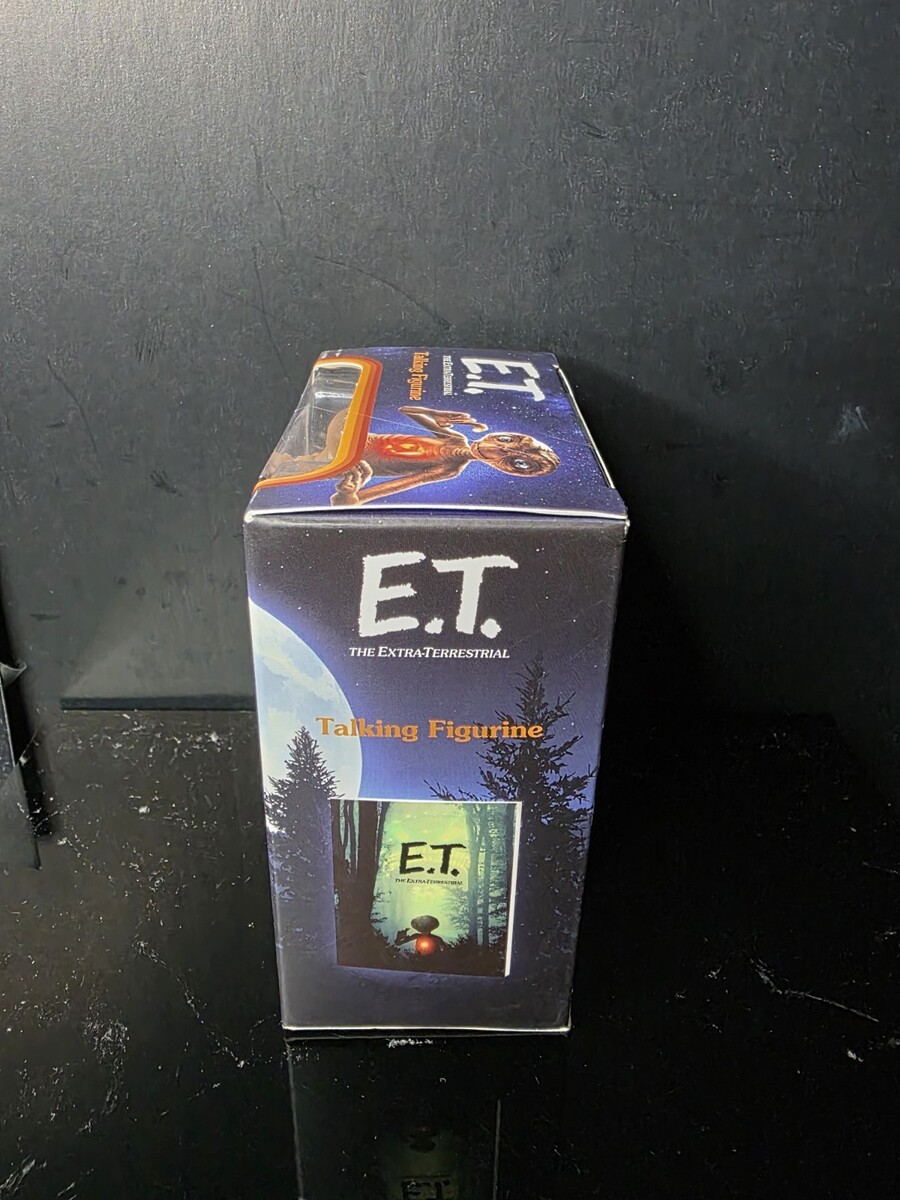 E.T.
THE EXTRA-TERRESTRIAL
Talking Figurine
E.T.
THE EXTRA-TERRESTRIAL
Talking Figurine
E.T.
THE EXTRA-TERRESTRIAL
E.T.